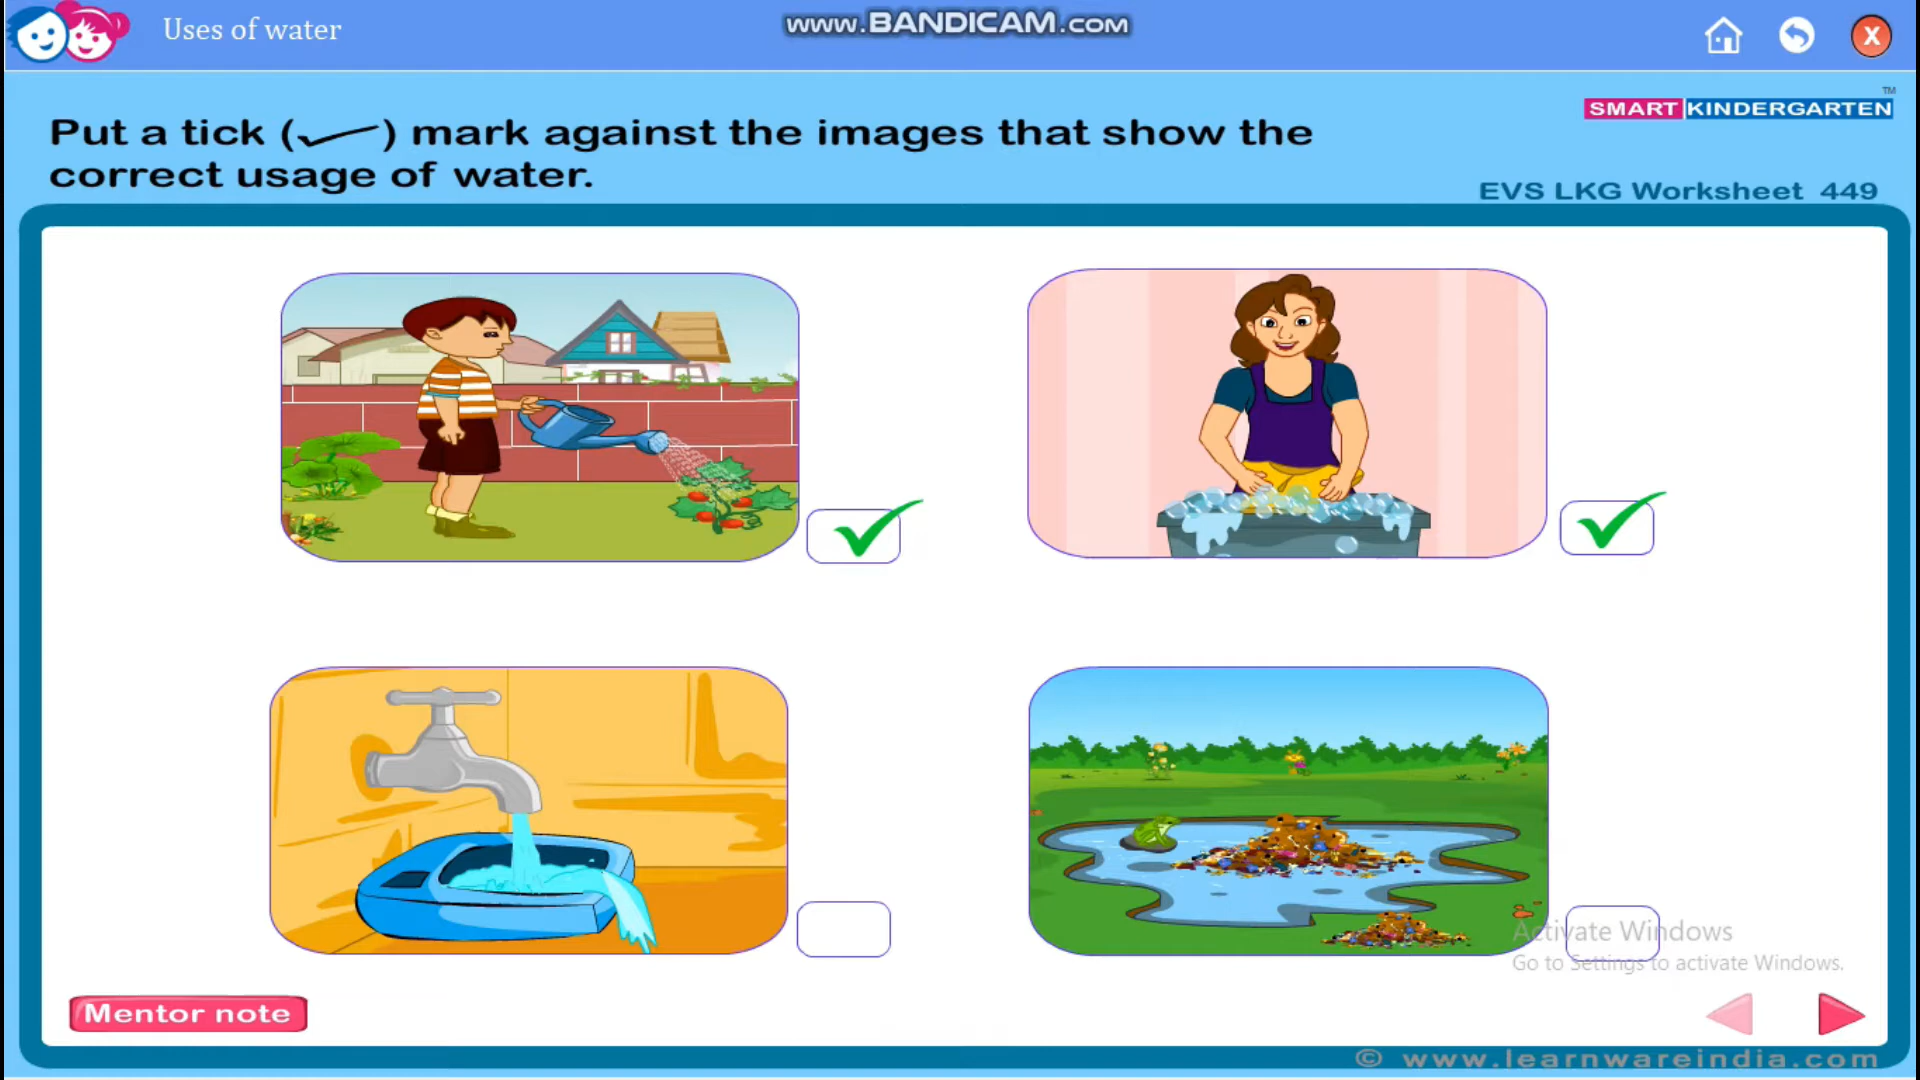 Uses of water
www.BANDICAM.com
X
SMART KINDERGARTEN ™
Put a tick (✓) mark against the images that show the
correct usage of water.
EVS LKG Worksheet 449
Activate Windows
Go to Settings to activate Windows.
Mentor note
© www.learnwareindia.com